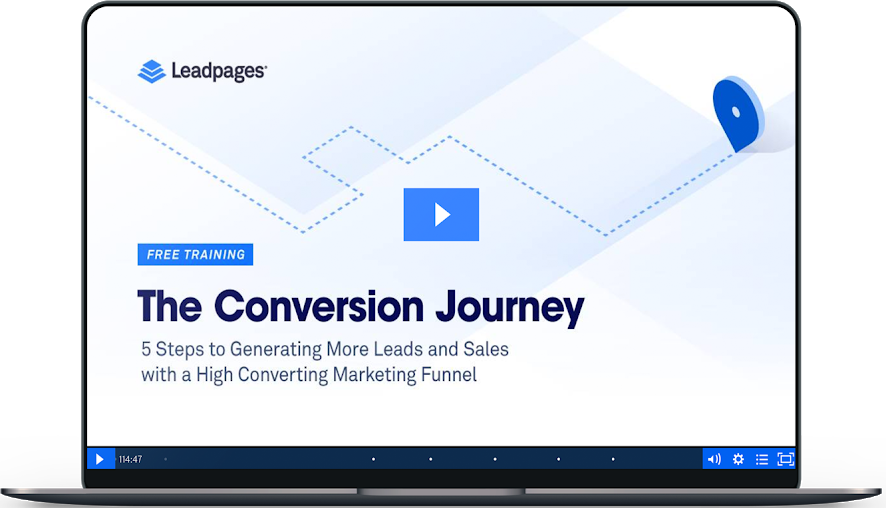 Leadpages®
FREE TRAINING
The Conversion Journey
5 Steps to Generating More Leads and Sales
with a High Converting Marketing Funnel
114:47